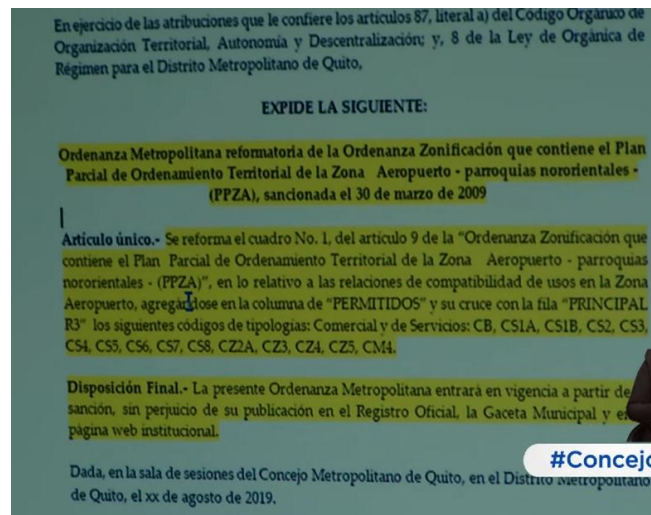 En ejercicio de las atribuciones que le confiere los artículos 87, literal a) del Código Orgánico de
Organización Territorial, Autonomía y Descentralización; y, 8 de la Ley de Orgánica de
Régimen para el Distrito Metropolitano de Quito,
EXPIDE LA SIGUIENTE:
Ordenanza Metropolitana reformatoria de la Ordenanza Zonificación que contiene el Plan
Parcial de Ordenamiento Territorial de la Zona Aeropuerto - parroquias nororientales -
(PPZA), sancionada el 30 de marzo de 2009
Artículo único.- Se reforma el cuadro No. 1, del artículo 9 de la "Ordenanza Zonificación que
contiene el Plan Parcial de Ordenamiento Territorial de la Zona Aeropuerto - parroquias
nororientales - (PPZA)", en lo relativo a las relaciones de compatibilidad de usos en la Zona
Aeropuerto, agregándose en la columna de "PERMITIDOS" y su cruce con la fila "PRINCIPAL
R3" los siguientes códigos de tipologías: Comercial y de Servicios: CB, CS1A, CS1B, CS2, CS3,
CS4, CS5, CS6, CS7, CS8, CZ2A, CZ3, CZ4, CZ5, CM4.
Disposición Final.- La presente Ordenanza Metropolitana entrará en vigencia a partir de
sanción, sin perjuicio de su publicación en el Registro Oficial, la Gaceta Municipal y en
página web institucional.
#Concejo
Dada, en la sala de sesiones del Concejo Metropolitano de Quito, en el Distrito Metropolitano
de Quito, el xx de agosto de 2019.